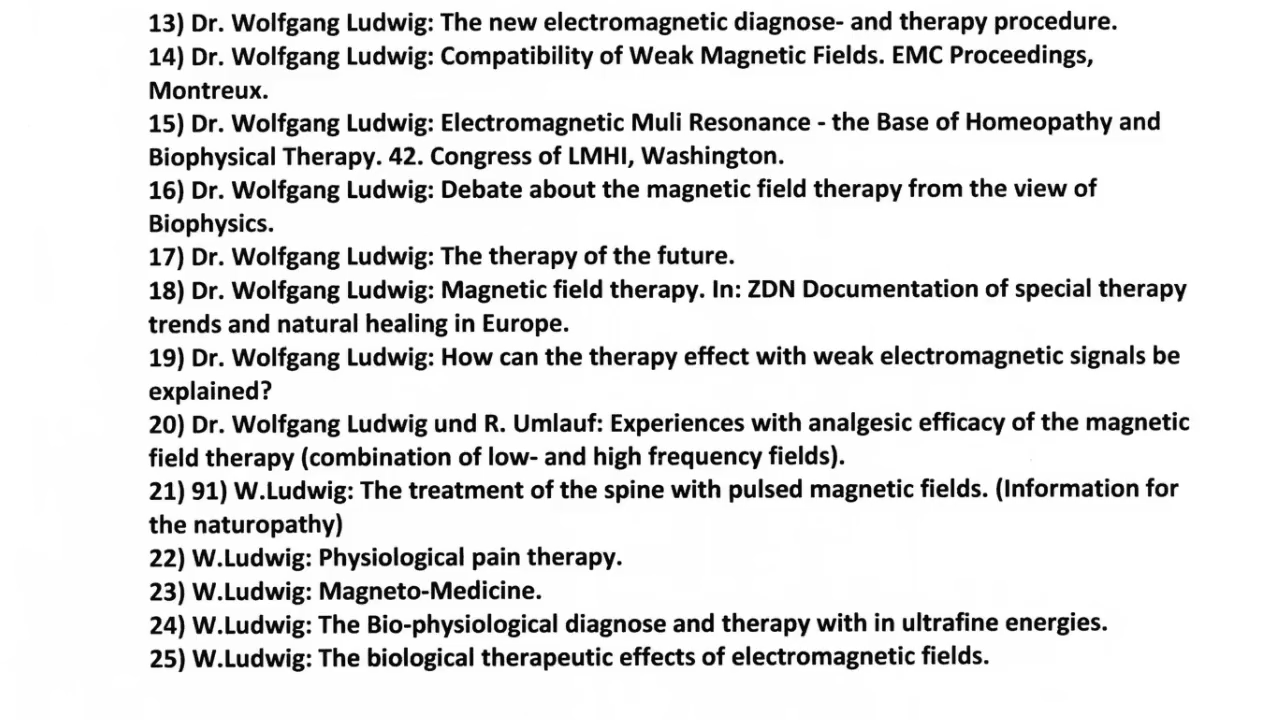 13) Dr. Wolfgang Ludwig: The new electromagnetic diagnose- and therapy procedure.
14) Dr. Wolfgang Ludwig: Compatibility of Weak Magnetic Fields. EMC Proceedings,
Montreux.
15) Dr. Wolfgang Ludwig: Electromagnetic Muli Resonance - the Base of Homeopathy and
Biophysical Therapy. 42. Congress of LMHI, Washington.
16) Dr. Wolfgang Ludwig: Debate about the magnetic field therapy from the view of
Biophysics.
17) Dr. Wolfgang Ludwig: The therapy of the future.
18) Dr. Wolfgang Ludwig: Magnetic field therapy. In: ZDN Documentation of special therapy
trends and natural healing in Europe.
19) Dr. Wolfgang Ludwig: How can the therapy effect with weak electromagnetic signals be
explained?
20) Dr. Wolfgang Ludwig und R. Umlauf: Experiences with analgesic efficacy of the magnetic
field therapy (combination of low- and high frequency fields).
21) 91) W.Ludwig: The treatment of the spine with pulsed magnetic fields. (Information for
the naturopathy)
22) W.Ludwig: Physiological pain therapy.
23) W.Ludwig: Magneto-Medicine.
24) W.Ludwig: The Bio-physiological diagnose and therapy with in ultrafine energies.
25) W.Ludwig: The biological therapeutic effects of electromagnetic fields.